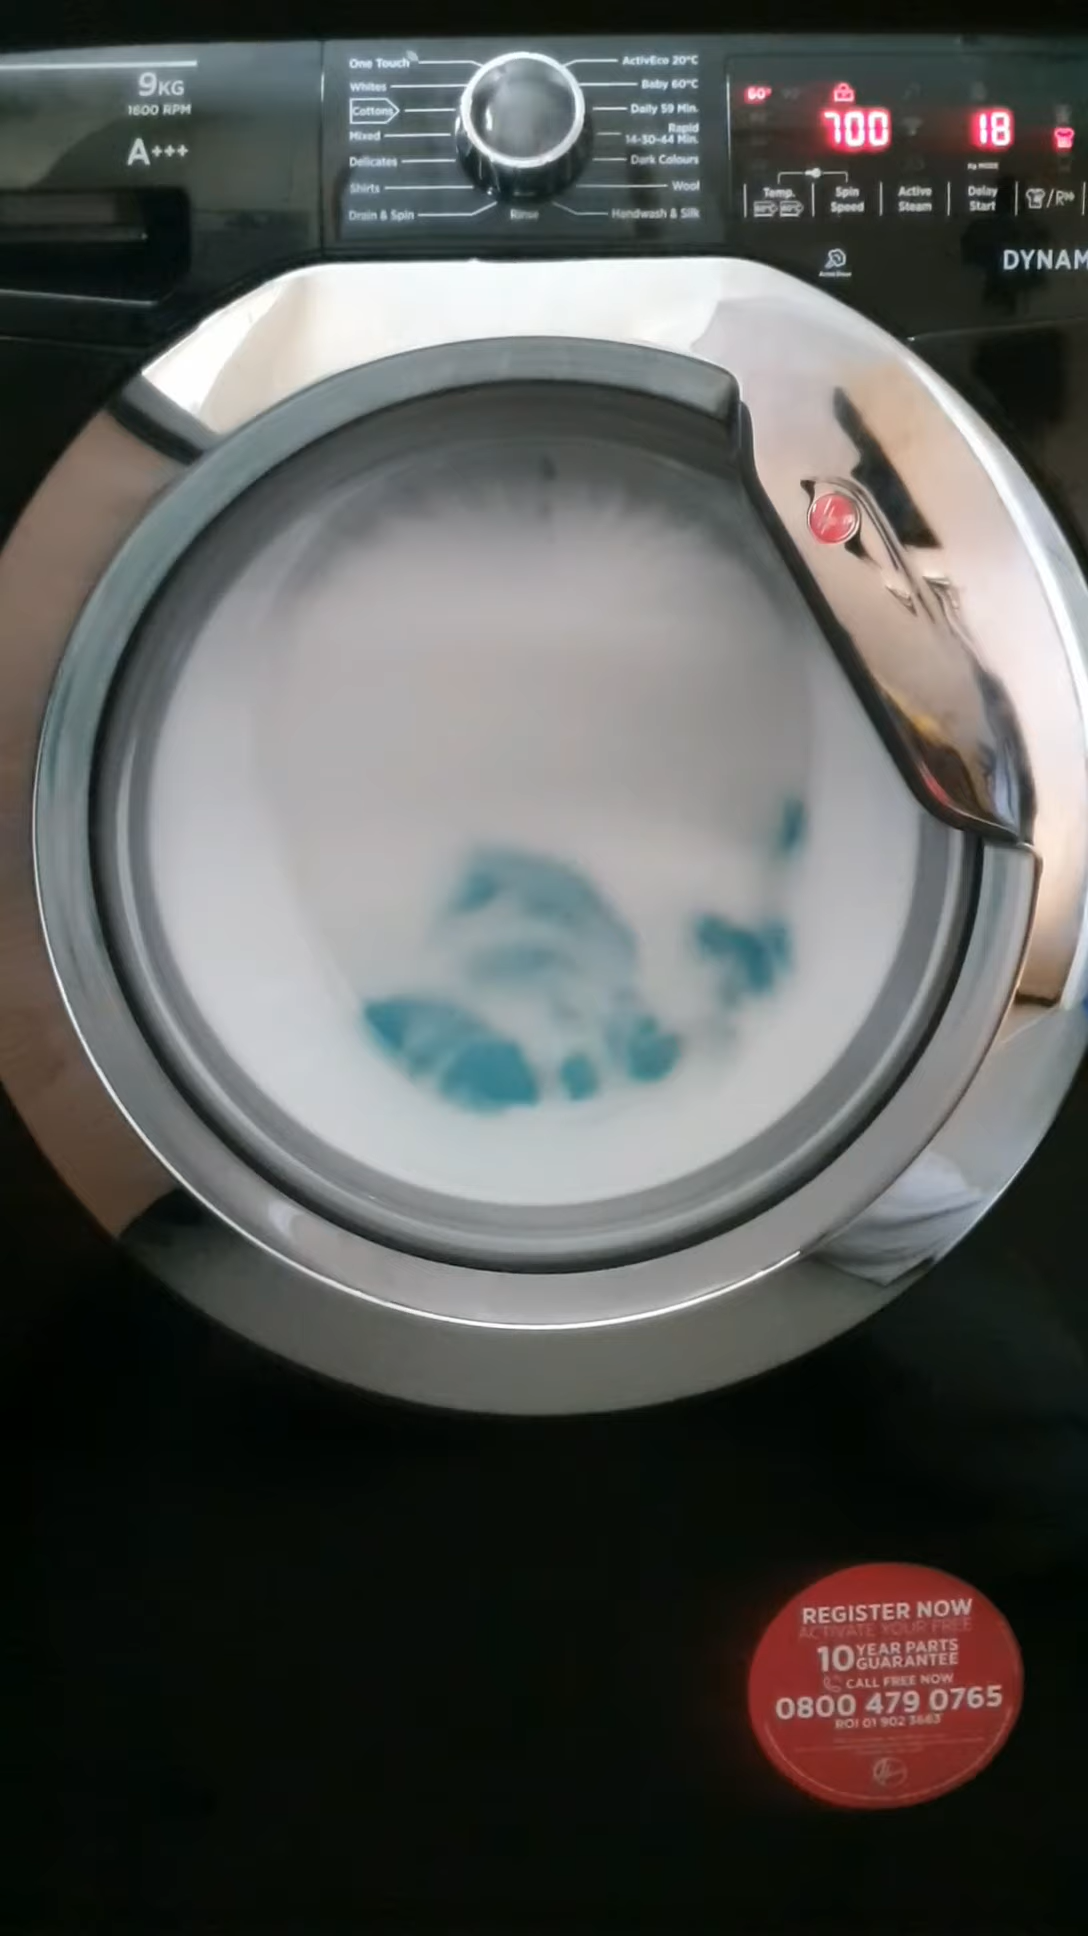 9KG
1600 RPM
A+++
One Touch
Whites
Cottons
Mixed
Delicates
Shirts
Drain & Spin
Rinse
ActivEco 20°C
Baby 60°C
Daily 59 Min.
Rapid
14-30-44 Min.
Dark Colours
Wool
Handwash & Silk
60°
700
18
Kg MODE
Temp.
Spin
Speed
Active
Steam
Delay
Start
DYNAM
REGISTER NOW
ACTIVATE YOUR FREE
10 YEAR PARTS
GUARANTEE
CALL FREE NOW
0800 479 0765
ROI 01 902 3663